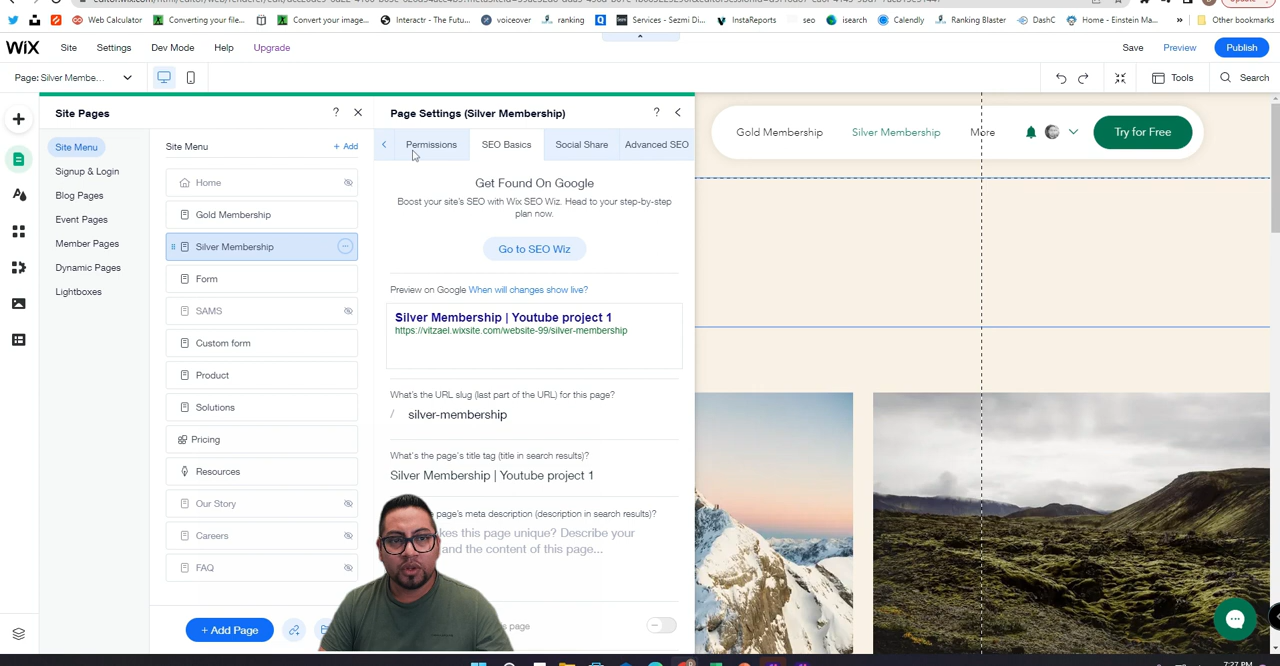 Web Calculator
Converting your file...
Convert your image...
Interactr - The Futu...
voiceover
ranking
Services - Sezmi Di...
InstaReports
seo
isearch
Calendly
Ranking Blaster
DashC
Home - Einstein Ma...
»
Other bookmarks
WiX
Site
Settings
Dev Mode
Help
Upgrade
Save
Preview
Publish
Page: Silver Membe...
Tools
Search
Site Pages
?
Page Settings (Silver Membership)
?
Gold Membership
Silver Membership
More
Try for Free
Site Menu
Signup & Login
Blog Pages
Event Pages
Member Pages
Dynamic Pages
Lightboxes
Site Menu
+ Add
Home
Gold Membership
Silver Membership
Form
SAMS
Custom form
Product
Solutions
Pricing
Resources
Our Story
Careers
FAQ
+ Add Page
Permissions
SEO Basics
Social Share
Advanced SEO
Get Found On Google
Boost your site's SEO with Wix SEO Wiz. Head to your step-by-step
plan now.
Go to SEO Wiz
Preview on Google When will changes show live?
Silver Membership | Youtube project 1
https://vitzael.wixsite.com/website-99/silver-membership
What's the URL slug (last part of the URL) for this page?
/ silver-membership
What's the page's title tag (title in search results)?
Silver Membership | Youtube project 1
page's meta description (description in search results)?
kes this page unique? Describe your
and the content of this page...
page
7:27 PM